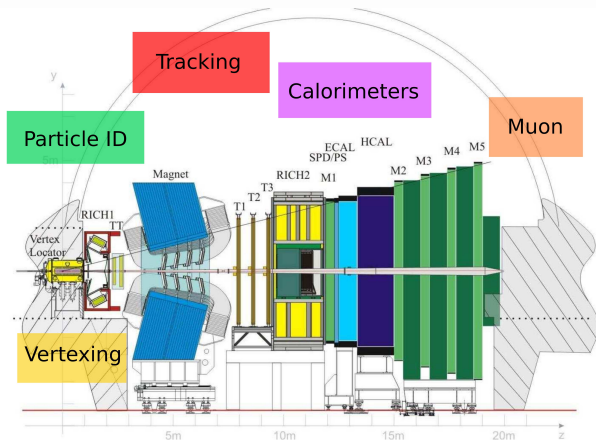 Tracking
Calorimeters
Particle ID
Muon
Vertexing
y
5m
Vertex
Locator
RICH1
TT
Magnet
T1
T2
T3
RICH2
SPD/PS
M1
ECAL
HCAL
M2
M3
M4
M5
5m
10m
15m
20m
z